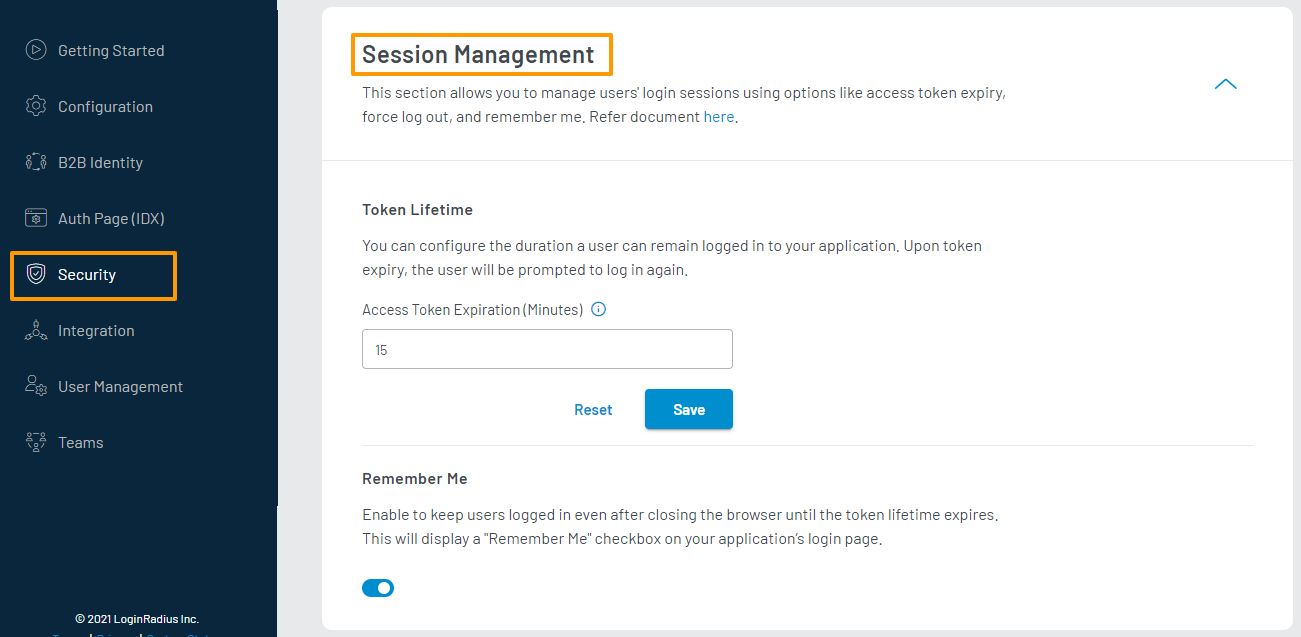 Getting Started
Configuration
B2B Identity
Auth Page (IDX)
Security
Integration
User Management
Teams
© 2021 LoginRadius Inc.
Session Management
This section allows you to manage users' login sessions using options like access token expiry,
force log out, and remember me. Refer document here.
Token Lifetime
You can configure the duration a user can remain logged in to your application. Upon token
expiry, the user will be prompted to log in again.
Access Token Expiration (Minutes)
15
Reset
Save
Remember Me
Enable to keep users logged in even after closing the browser until the token lifetime expires.
This will display a "Remember Me" checkbox on your application's login page.